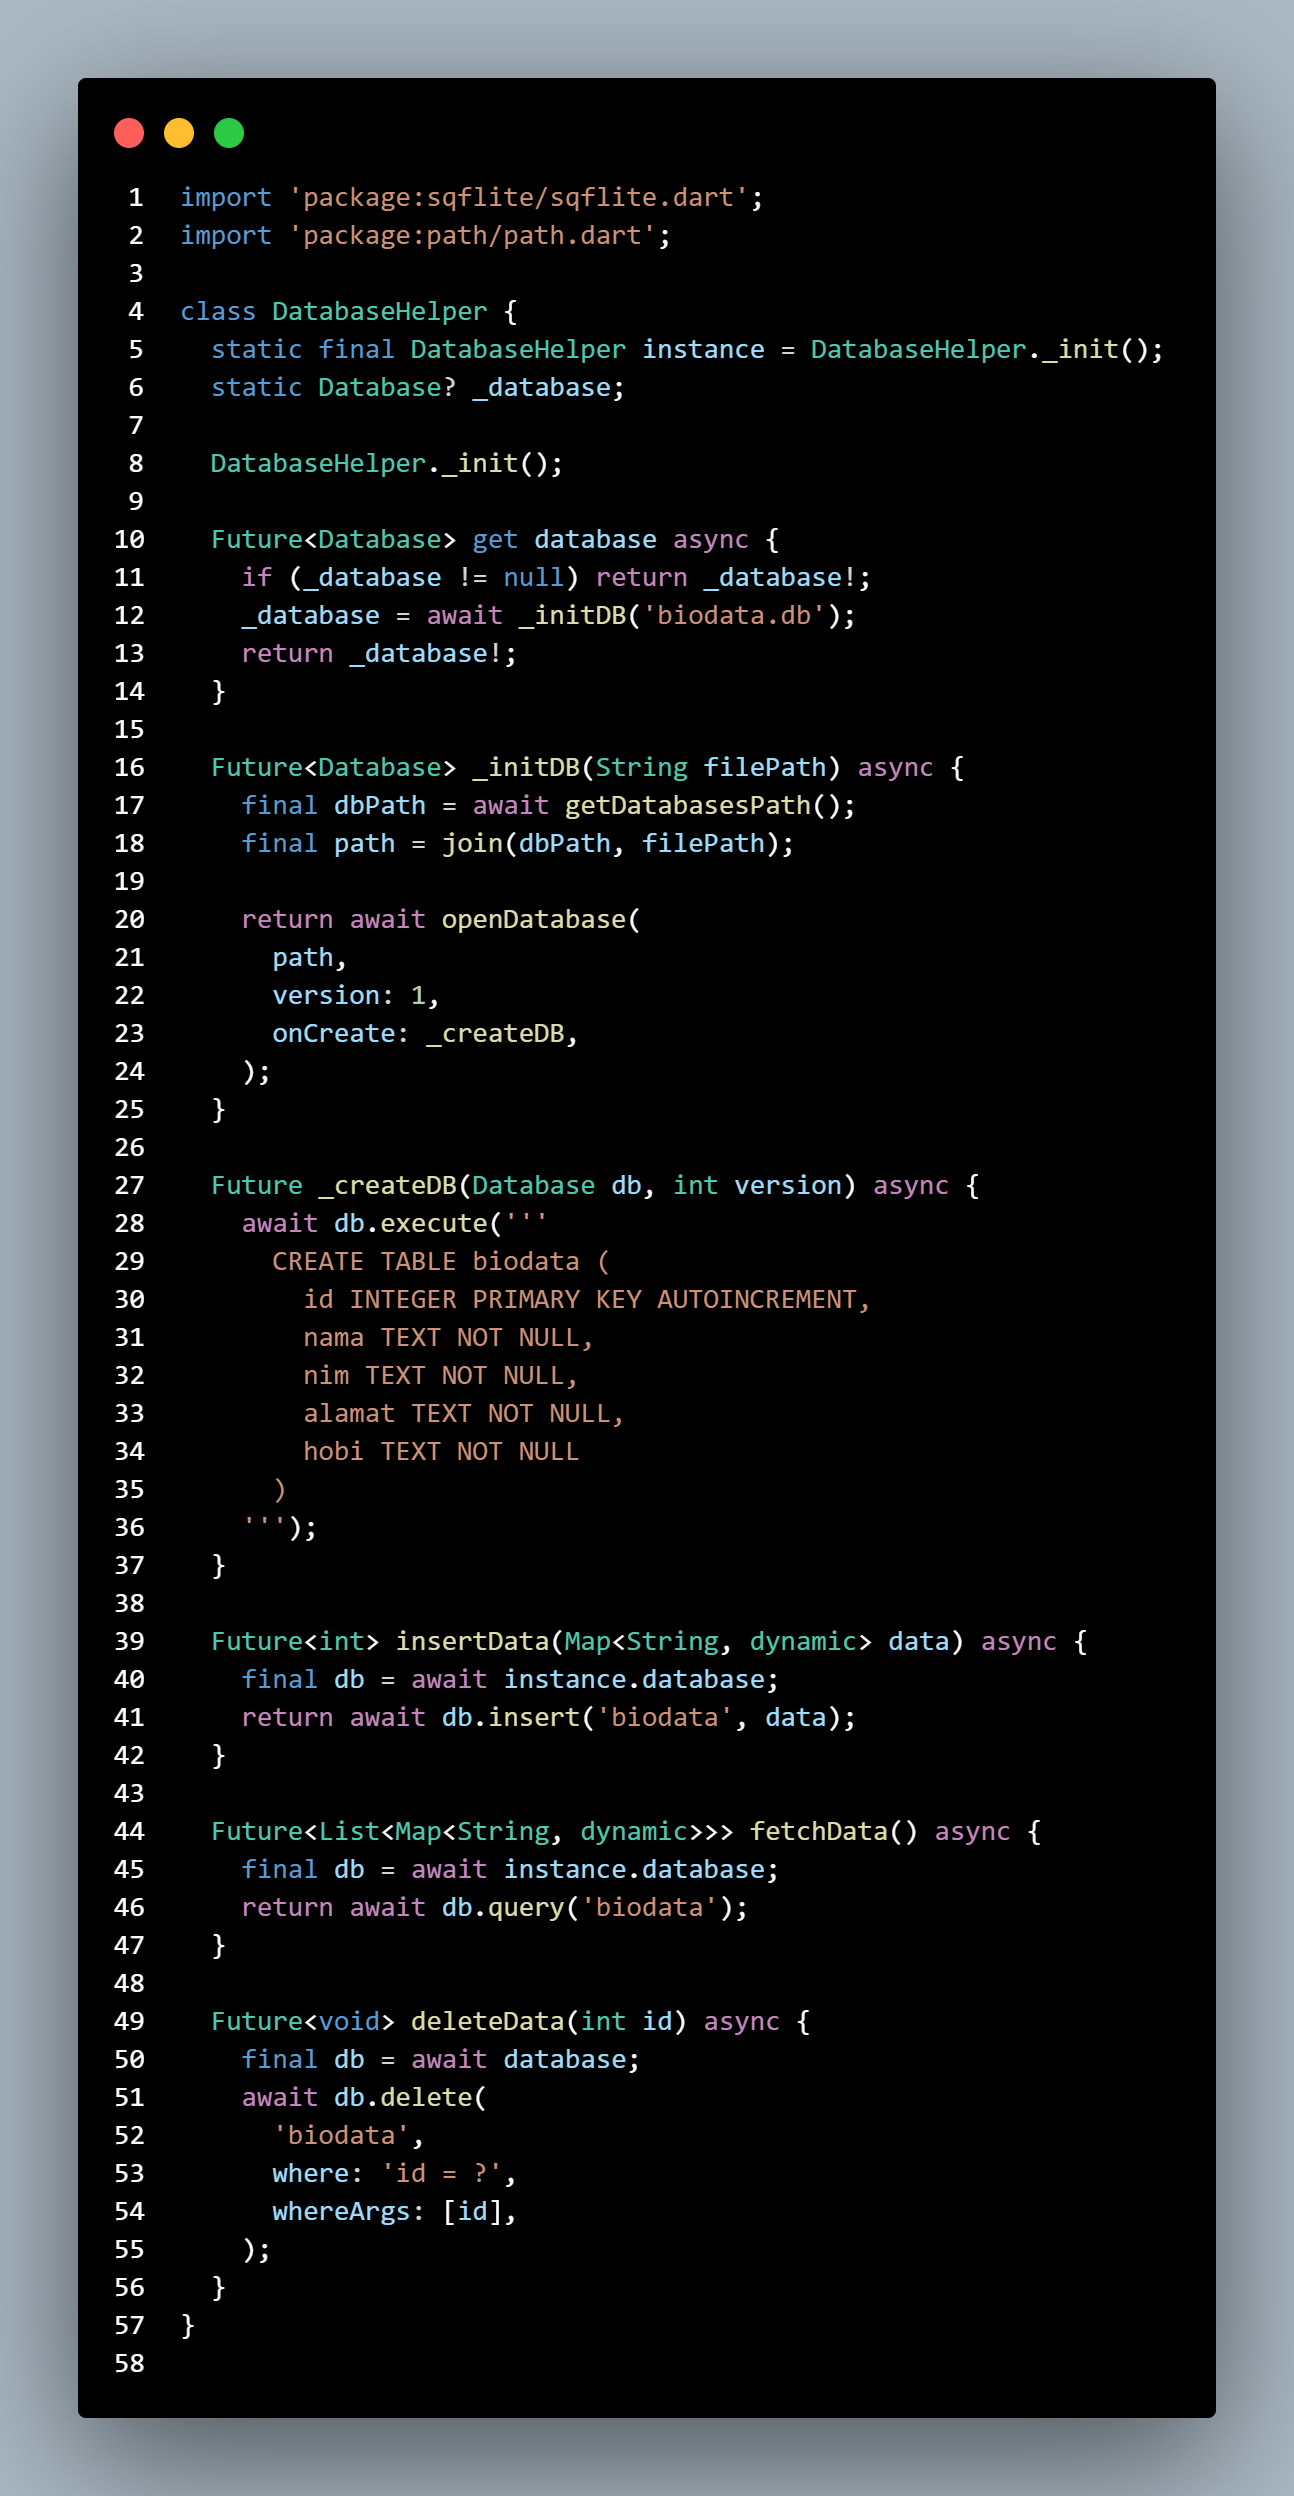 1 import 'package:sqflite/sqflite.dart';
2 import 'package:path/path.dart';
3
4 class DatabaseHelper {
5   static final DatabaseHelper instance = DatabaseHelper._init();
6   static Database? _database;
7
8   DatabaseHelper._init();
9
10   Future<Database> get database async {
11     if (_database != null) return _database!;
12     _database = await _initDB('biodata.db');
13     return _database!;
14   }
15
16   Future<Database> _initDB(String filePath) async {
17     final dbPath = await getDatabasesPath();
18     final path = join(dbPath, filePath);
19
20     return await openDatabase(
21       path,
22       version: 1,
23       onCreate: _createDB,
24     );
25   }
26
27   Future _createDB(Database db, int version) async {
28     await db.execute('''
29       CREATE TABLE biodata (
30         id INTEGER PRIMARY KEY AUTOINCREMENT,
31         nama TEXT NOT NULL,
32         nim TEXT NOT NULL,
33         alamat TEXT NOT NULL,
34         hobi TEXT NOT NULL
35       )
36     ''');
37   }
38
39   Future<int> insertData(Map<String, dynamic> data) async {
40     final db = await instance.database;
41     return await db.insert('biodata', data);
42   }
43
44   Future<List<Map<String, dynamic>>> fetchData() async {
45     final db = await instance.database;
46     return await db.query('biodata');
47   }
48
49   Future<void> deleteData(int id) async {
50     final db = await database;
51     await db.delete(
52       'biodata',
53       where: 'id = ?',
54       whereArgs: [id],
55     );
56   }
57 }
58